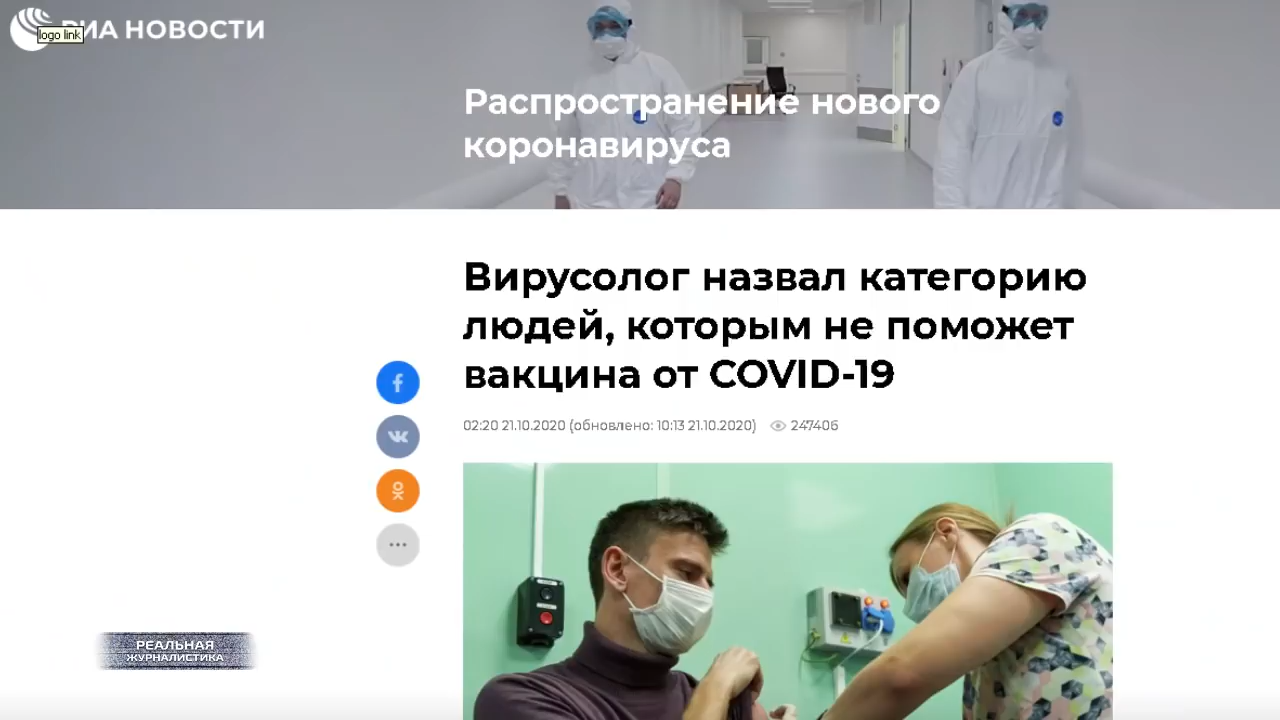 РИА НОВОСТИ
logo link
Распространение нового
коронавируса
Вирусолог назвал категорию
людей, которым не поможет
вакцина от COVID-19
02:20 21.10.2020 (обновлено: 10:13 21.10.2020) 247406
РЕАЛЬНАЯ
ЖУРНАЛИСТИКА